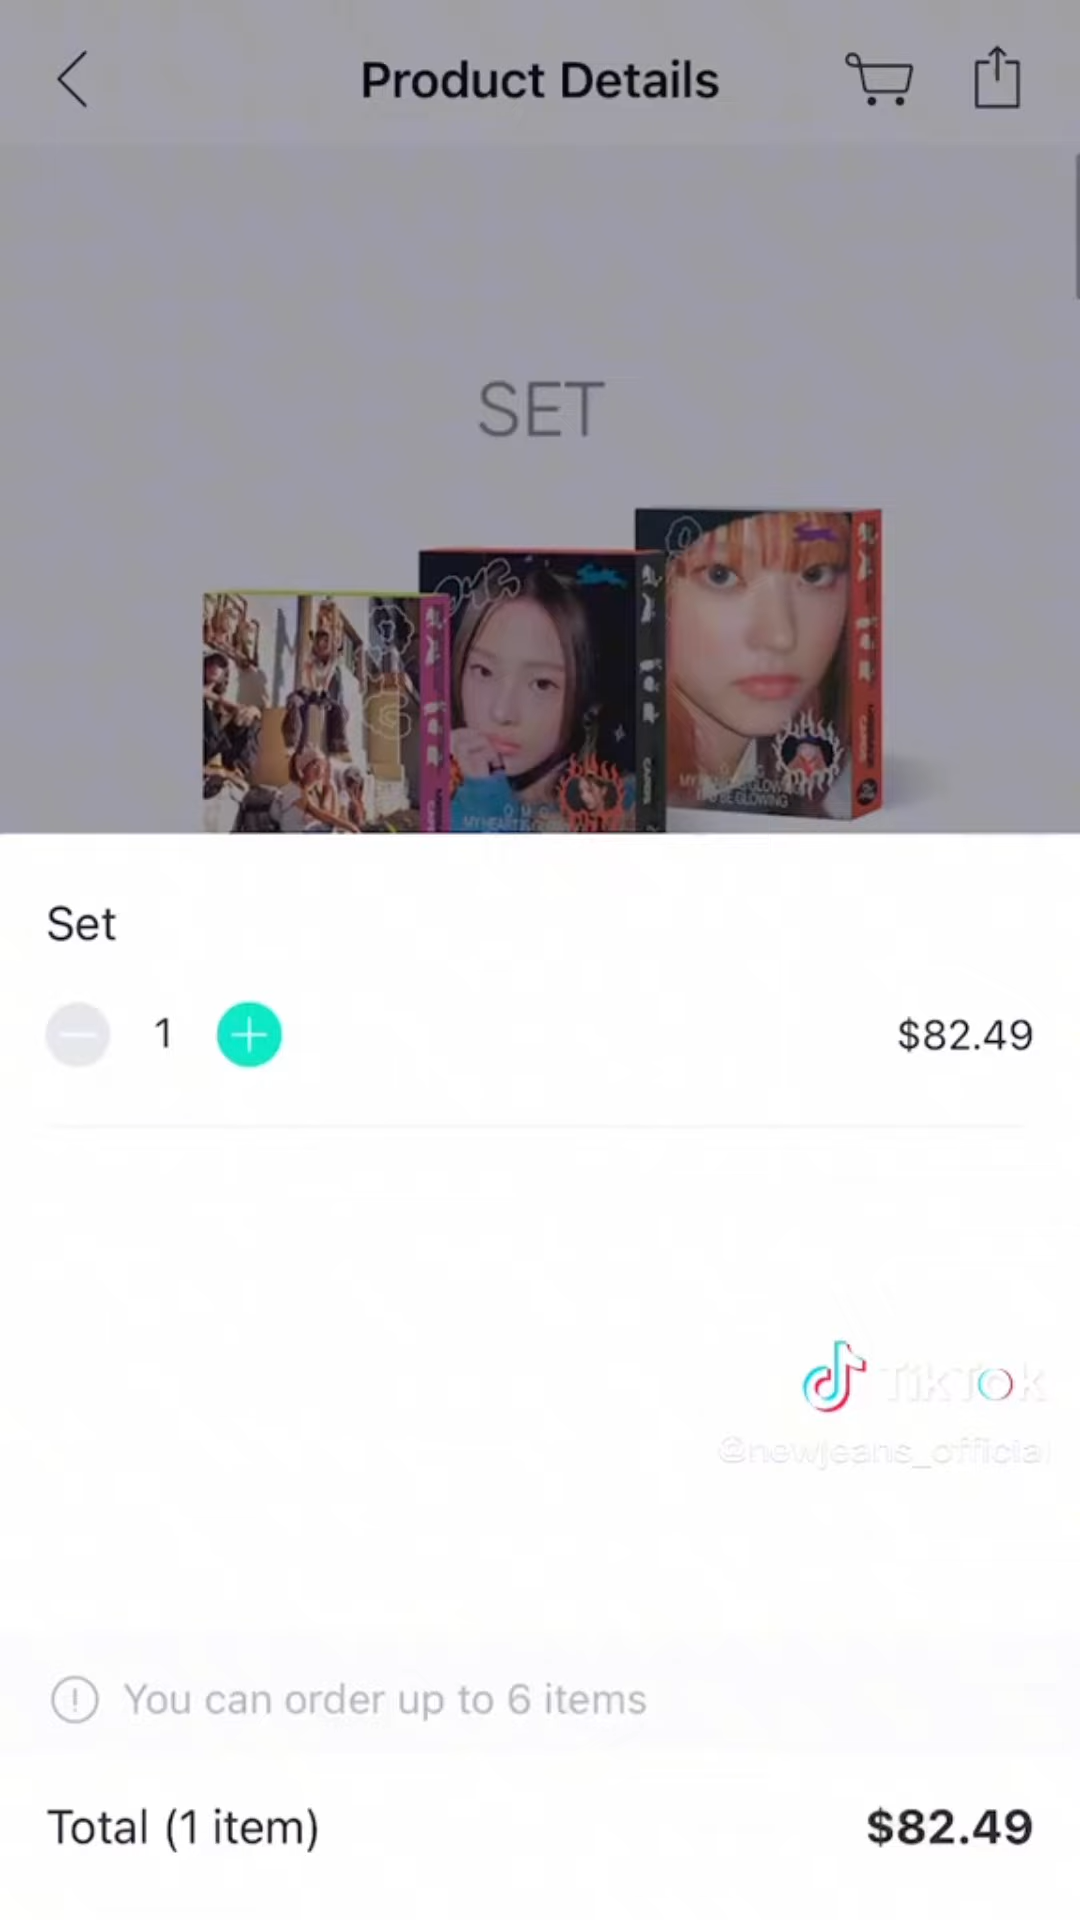 Product Details
SET
OMG
Set
1
$82.49
TikTok
@newjeans_official
You can order up to 6 items
Total (1 item)
$82.49